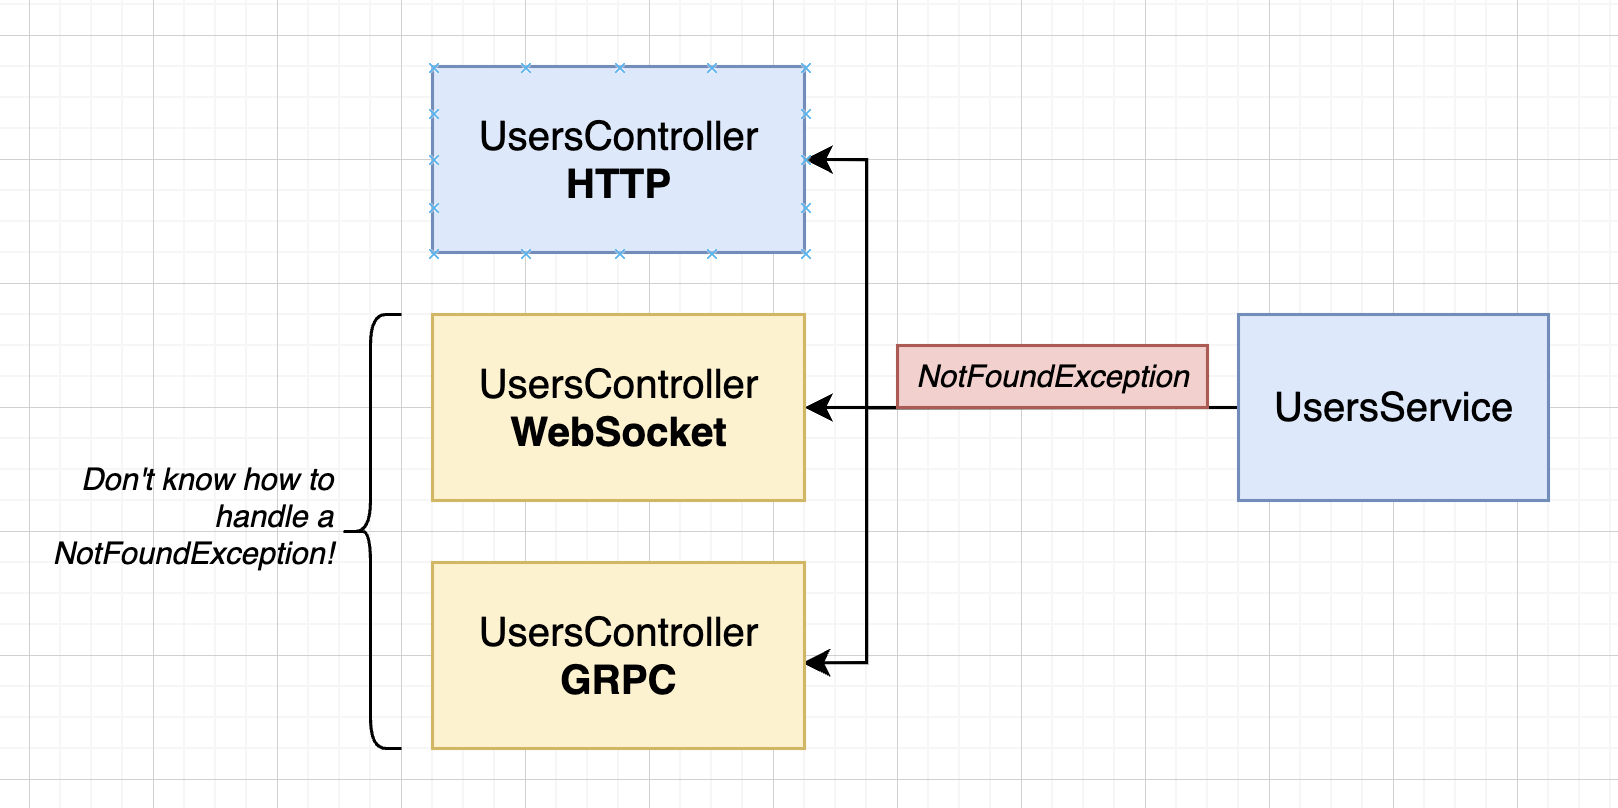 UsersController
HTTP
UsersController
WebSocket
NotFoundException
UsersService
Don't know how to
handle a
NotFoundException!
UsersController
GRPC